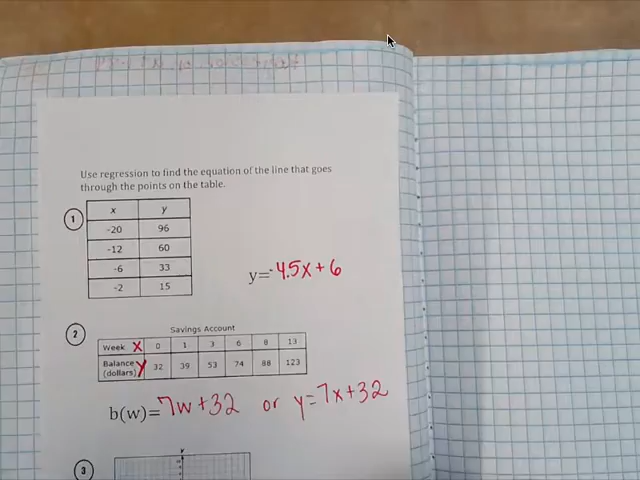 Use regression to find the equation of the line that goes
through the points on the table.
1
x y
-20 96
-12 60
-6 33
-2 15
y=-4.5x+6
2
Savings Account
Week x 0 1 3 6 8 13
Balance (dollars) y 32 39 53 74 88 123
b(w)=7w+32 or y=7x+32
3
y